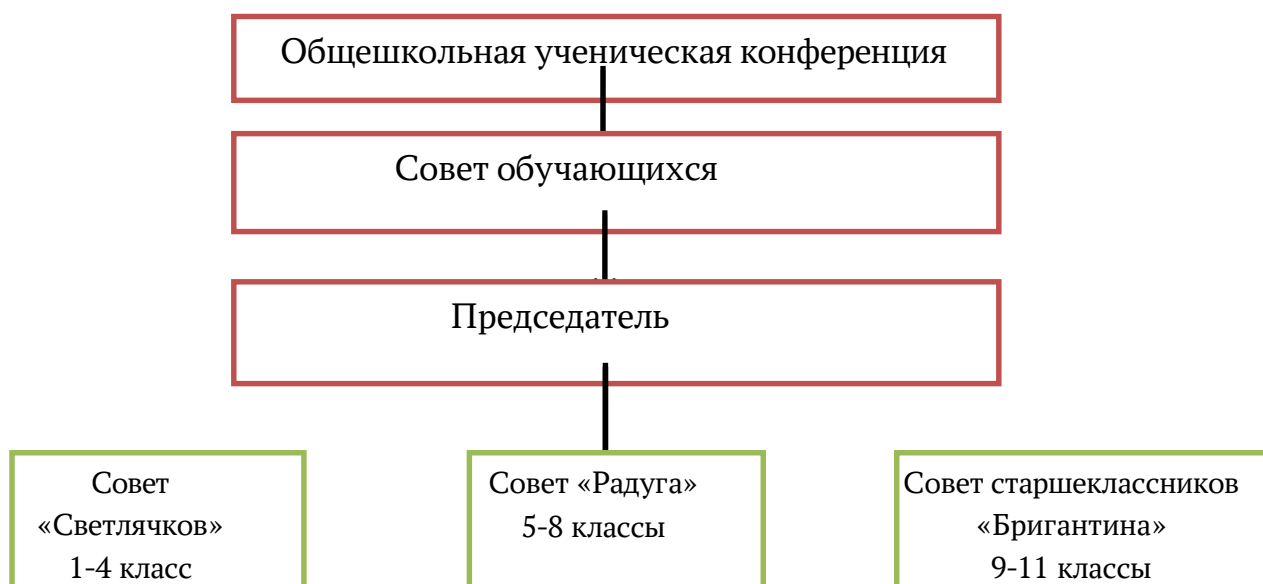 Общешкольная ученическая конференция
Совет обучающихся
Председатель
Совет
«Светлячков»
1-4 класс
Совет «Радуга»
5-8 классы
Совет старшеклассников
«Бригантина»
9-11 классы